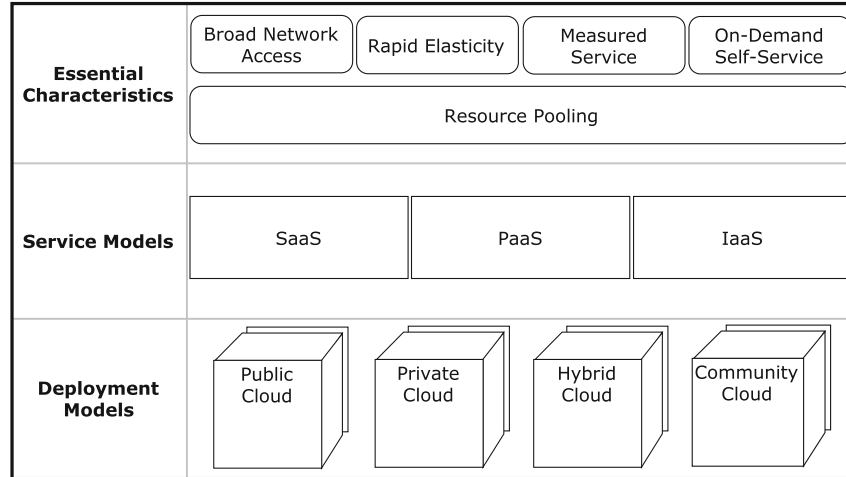 Essential
Characteristics
Broad Network
Access
Rapid Elasticity
Measured
Service
On-Demand
Self-Service
Resource Pooling
Service Models
SaaS
PaaS
IaaS
Deployment
Models
Public
Cloud
Private
Cloud
Hybrid
Cloud
Community
Cloud